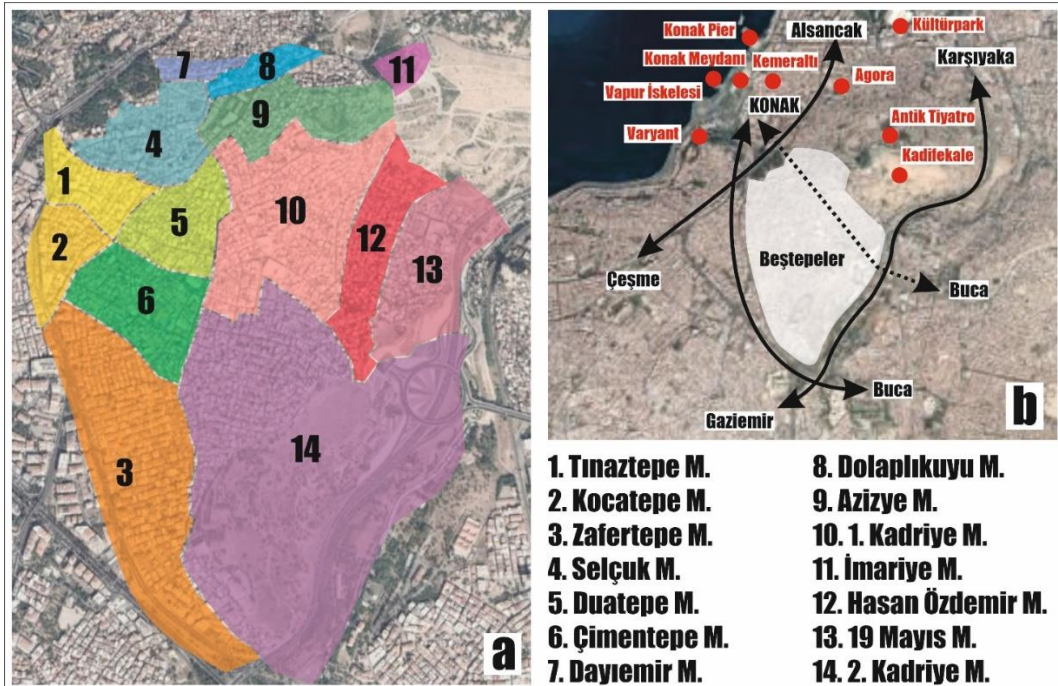 7
8
11
9
4
1
5
10
12
2
13
6
3
14
a
Konak Pier
Alsancak
Kültürpark
Konak Meydanı
Kemeraltı
Karşıyaka
Vapur İskelesi
KONAK
Agora
Varyant
Antik Tiyatro
Kadifekale
Beştepeler
Çeşme
Buca
Buca
Gaziemir
b
1. Tınaztepe M.
2. Kocatepe M.
3. Zafertepe M.
4. Selçuk M.
5. Duatepe M.
6. Çimentepe M.
7. Dayıemir M.
8. Dolaplıkuyu M.
9. Azizye M.
10. 1. Kadriye M.
11. İmariye M.
12. Hasan Özdemir M.
13. 19 Mayıs M.
14. 2. Kadriye M.